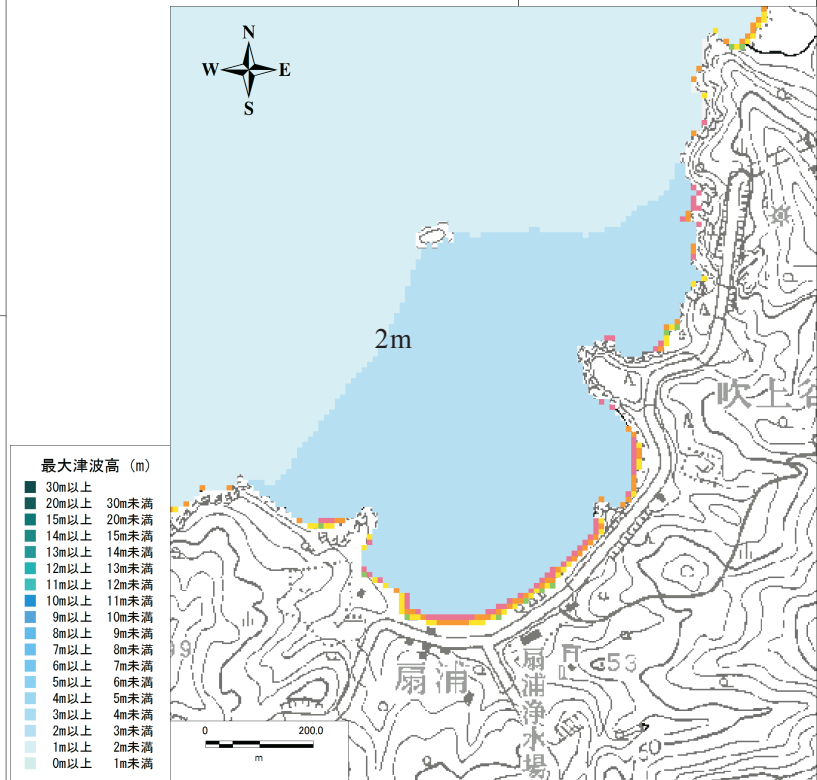 N
W E
S
2m
吹上谷
最大津波高 (m)
30m以上
20m以上 30m未満
15m以上 20m未満
14m以上 15m未満
13m以上 14m未満
12m以上 13m未満
11m以上 12m未満
10m以上 11m未満
9m以上 10m未満
8m以上 9m未満
7m以上 8m未満
6m以上 7m未満
5m以上 6m未満
4m以上 5m未満
3m以上 4m未満
2m以上 3m未満
1m以上 2m未満
0m以上 1m未満
99
扇浦
扇浦浄水場
53
0 200.0
m